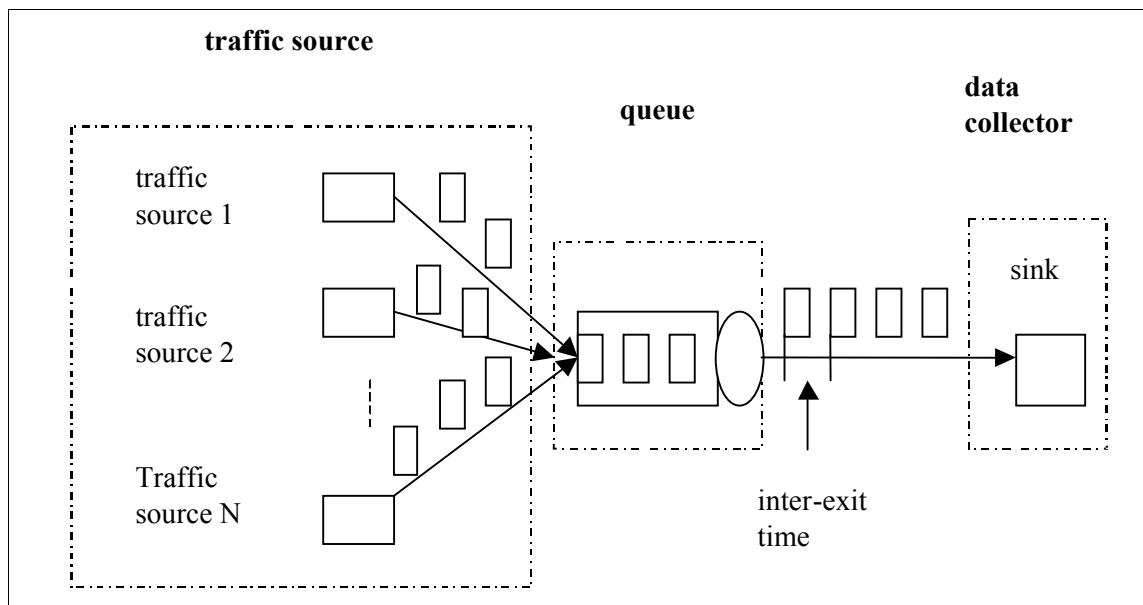 traffic source
queue
data
collector
traffic
source 1
traffic
source 2
Traffic
source N
sink
inter-exit
time